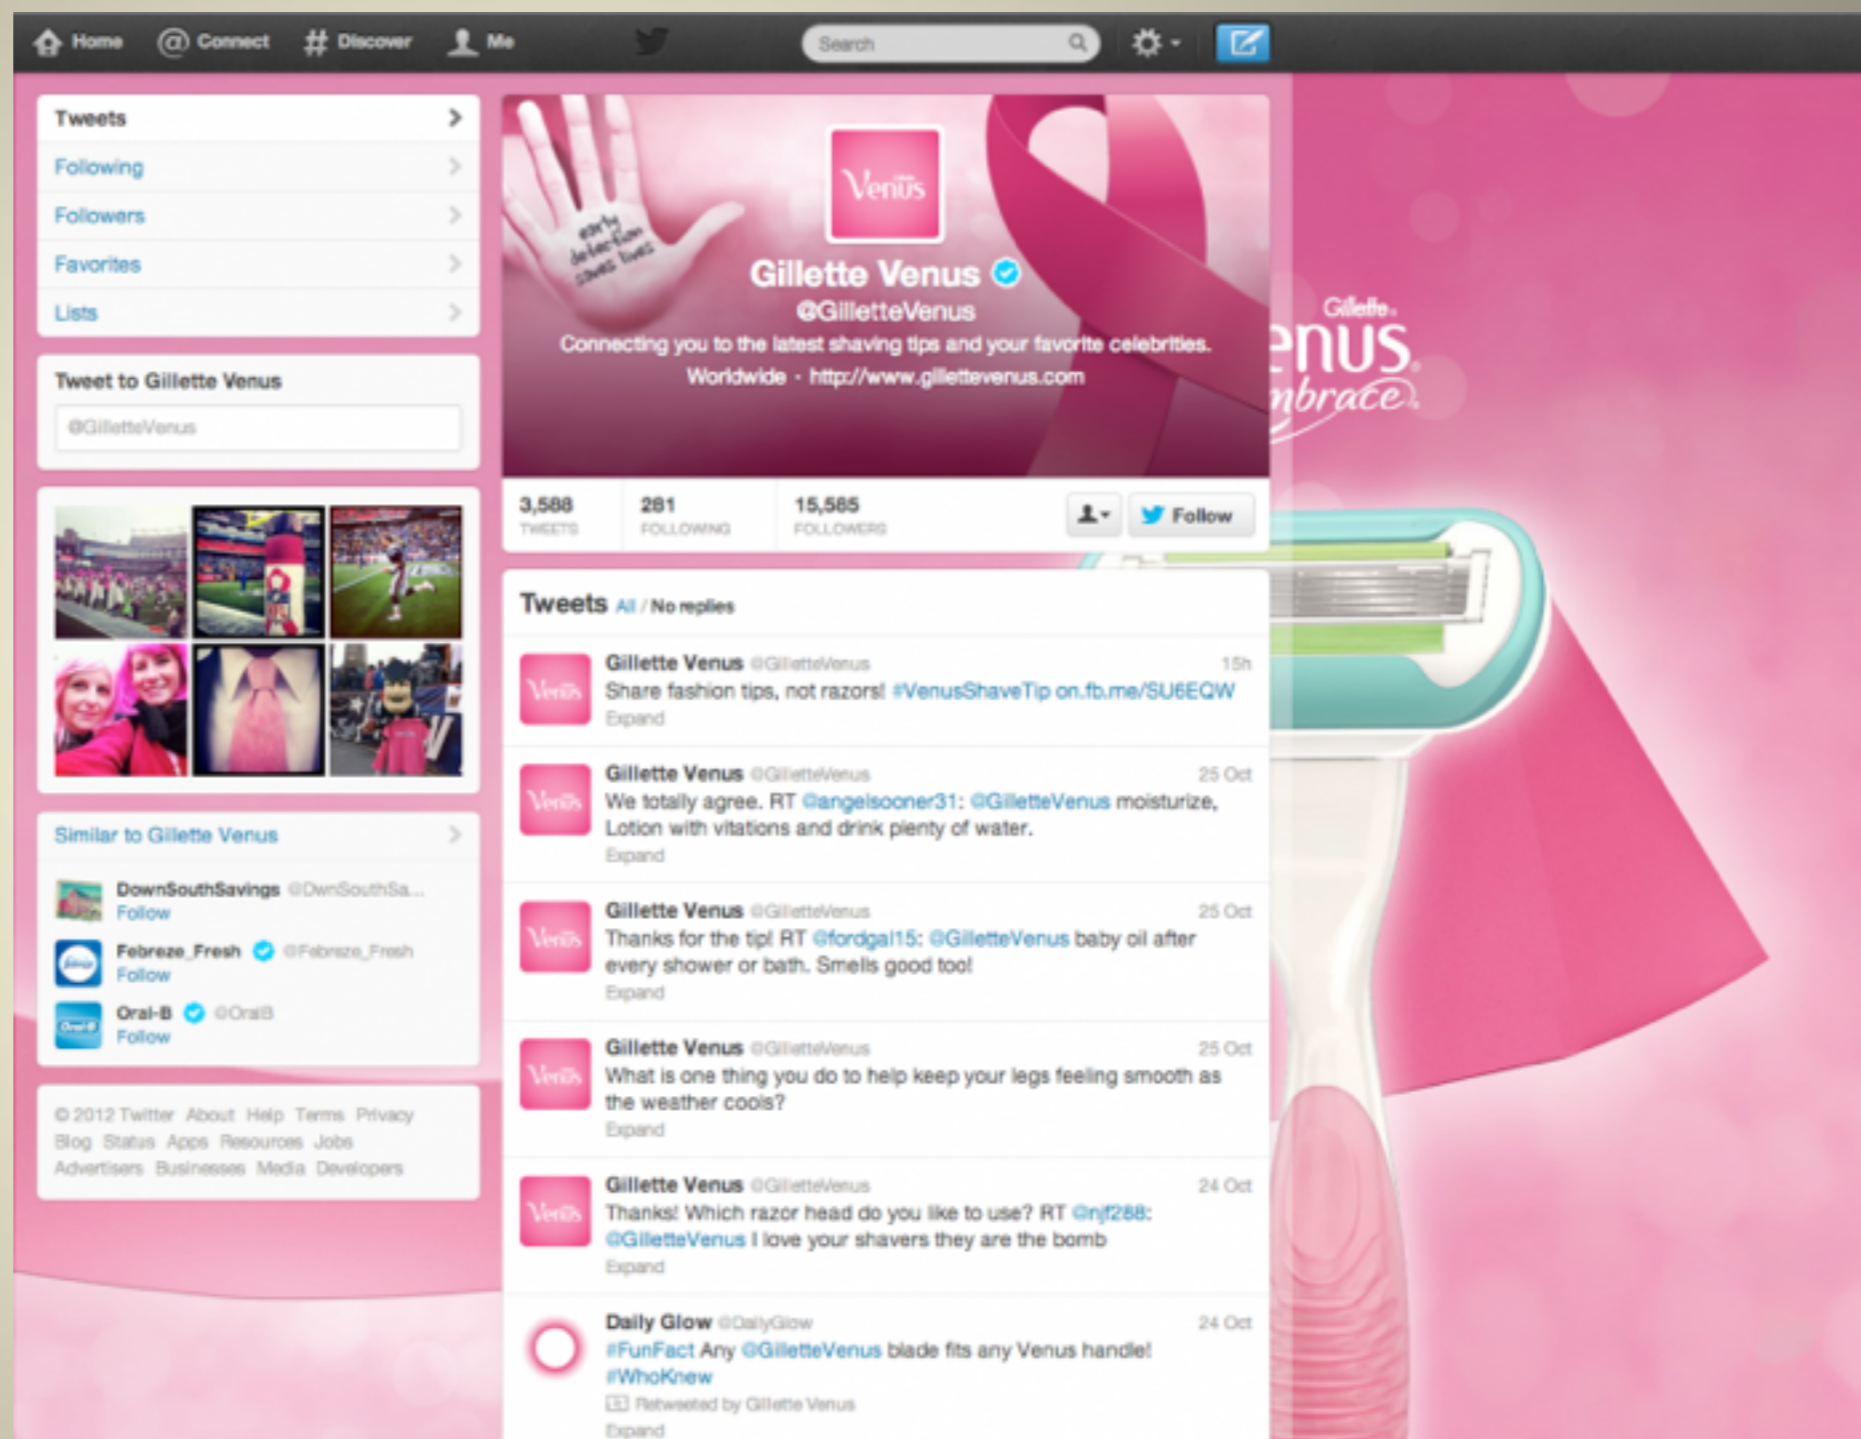 Home
Connect
Discover
Me
Search
Tweets
Following
Followers
Favorites
Lists
Tweet to Gillette Venus
@GilletteVenus
Similar to Gillette Venus
DownSouthSavings @DwnSouthSa...
Follow
Febreze_Fresh @Febreze_Fresh
Follow
Oral-B @OralB
Follow
© 2012 Twitter About Help Terms Privacy
Blog Status Apps Resources Jobs
Advertisers Businesses Media Developers
early
detection
saves lives
Venus
Gillette Venus
@GilletteVenus
Connecting you to the latest shaving tips and your favorite celebrities.
Worldwide · http://www.gillettevenus.com
3,588
TWEETS
281
FOLLOWING
15,585
FOLLOWERS
Follow
Tweets All / No replies
Venus
Gillette Venus @GilletteVenus 15h
Share fashion tips, not razors! #VenusShaveTip on.fb.me/SU6EQW
Expand
Venus
Gillette Venus @GilletteVenus 25 Oct
We totally agree. RT @angelsooner31: @GilletteVenus moisturize,
Lotion with vitations and drink plenty of water.
Expand
Venus
Gillette Venus @GilletteVenus 25 Oct
Thanks for the tip! RT @fordgal15: @GilletteVenus baby oil after
every shower or bath. Smells good too!
Expand
Venus
Gillette Venus @GilletteVenus 25 Oct
What is one thing you do to help keep your legs feeling smooth as
the weather cools?
Expand
Venus
Gillette Venus @GilletteVenus 24 Oct
Thanks! Which razor head do you like to use? RT @njf288:
@GilletteVenus I love your shavers they are the bomb
Expand
Daily Glow @DailyGlow 24 Oct
#FunFact Any @GilletteVenus blade fits any Venus handle!
#WhoKnew
Retweeted by Gillette Venus
Expand
Gillette
enus
mbrace